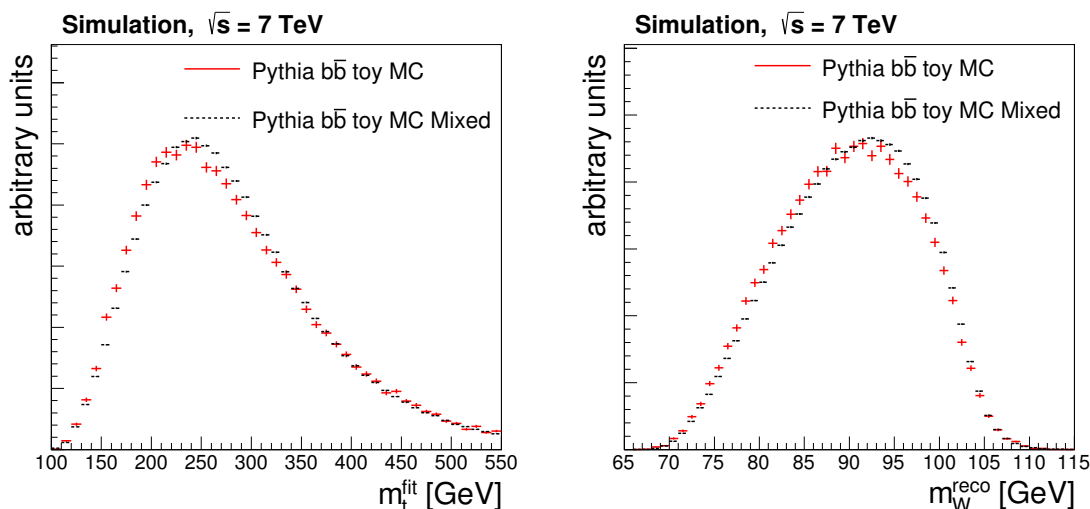 Simulation, √s = 7 TeV
arbitrary units
Pythia bb̅ toy MC
Pythia bb̅ toy MC Mixed
100 150 200 250 300 350 400 450 500 550
m_t^fit [GeV]
Simulation, √s = 7 TeV
arbitrary units
Pythia bb̅ toy MC
Pythia bb̅ toy MC Mixed
65 70 75 80 85 90 95 100 105 110 115
m_W^reco [GeV]